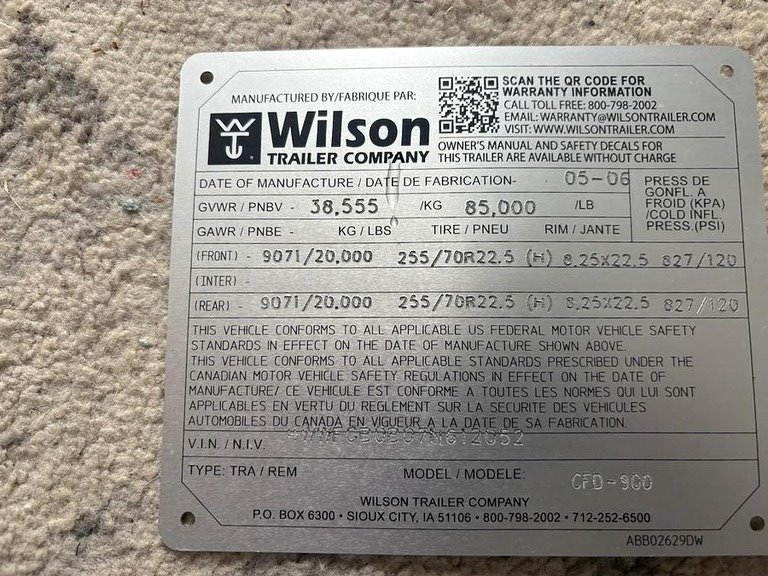 MANUFACTURED BY/FABRIQUE PAR:
Wilson
TRAILER COMPANY
SCAN THE QR CODE FOR
WARRANTY INFORMATION
CALL TOLL FREE: 800-798-2002
EMAIL: WARRANTY@WILSONTRAILER.COM
VISIT: WWW.WILSONTRAILER.COM
OWNER'S MANUAL AND SAFETY DECALS FOR
THIS TRAILER ARE AVAILABLE WITHOUT CHARGE
DATE OF MANUFACTURE / DATE DE FABRICATION- 05-06
GVWR / PNBV - 38,555 /KG 85,000 /LB
PRESS DE
GONFL. A
FROID (KPA)
/COLD INFL.
PRESS.(PSI)
GAWR / PNBE - KG / LBS TIRE / PNEU RIM / JANTE
(FRONT) - 9071/20,000 255/70R22.5 (H) 8.25X22.5 827/120
(INTER) -
(REAR) - 9071/20,000 255/70R22.5 (H) 8.25X22.5 827/120
THIS VEHICLE CONFORMS TO ALL APPLICABLE US FEDERAL MOTOR VEHICLE SAFETY
STANDARDS IN EFFECT ON THE DATE OF MANUFACTURE SHOWN ABOVE.
THIS VEHICLE CONFORMS TO ALL APPLICABLE STANDARDS PRESCRIBED UNDER THE
CANADIAN MOTOR VEHICLE SAFETY REGULATIONS IN EFFECT ON THE DATE OF
MANUFACTURE/ CE VEHICULE EST CONFORME A TOUTES LES NORMES QUI LUI SONT
APPLICABLES EN VERTU DU REGLEMENT SUR LA SECURITE DES VEHICULES
AUTOMOBILES DU CANADA EN VIGUEUR A LA DATE DE SA FABRICATION.
V.I.N. / N.I.V.
TYPE: TRA / REM MODEL / MODELE: CFD-900
WILSON TRAILER COMPANY
P.O. BOX 6300 • SIOUX CITY, IA 51106 • 800-798-2002 • 712-252-6500
ABB02629DW